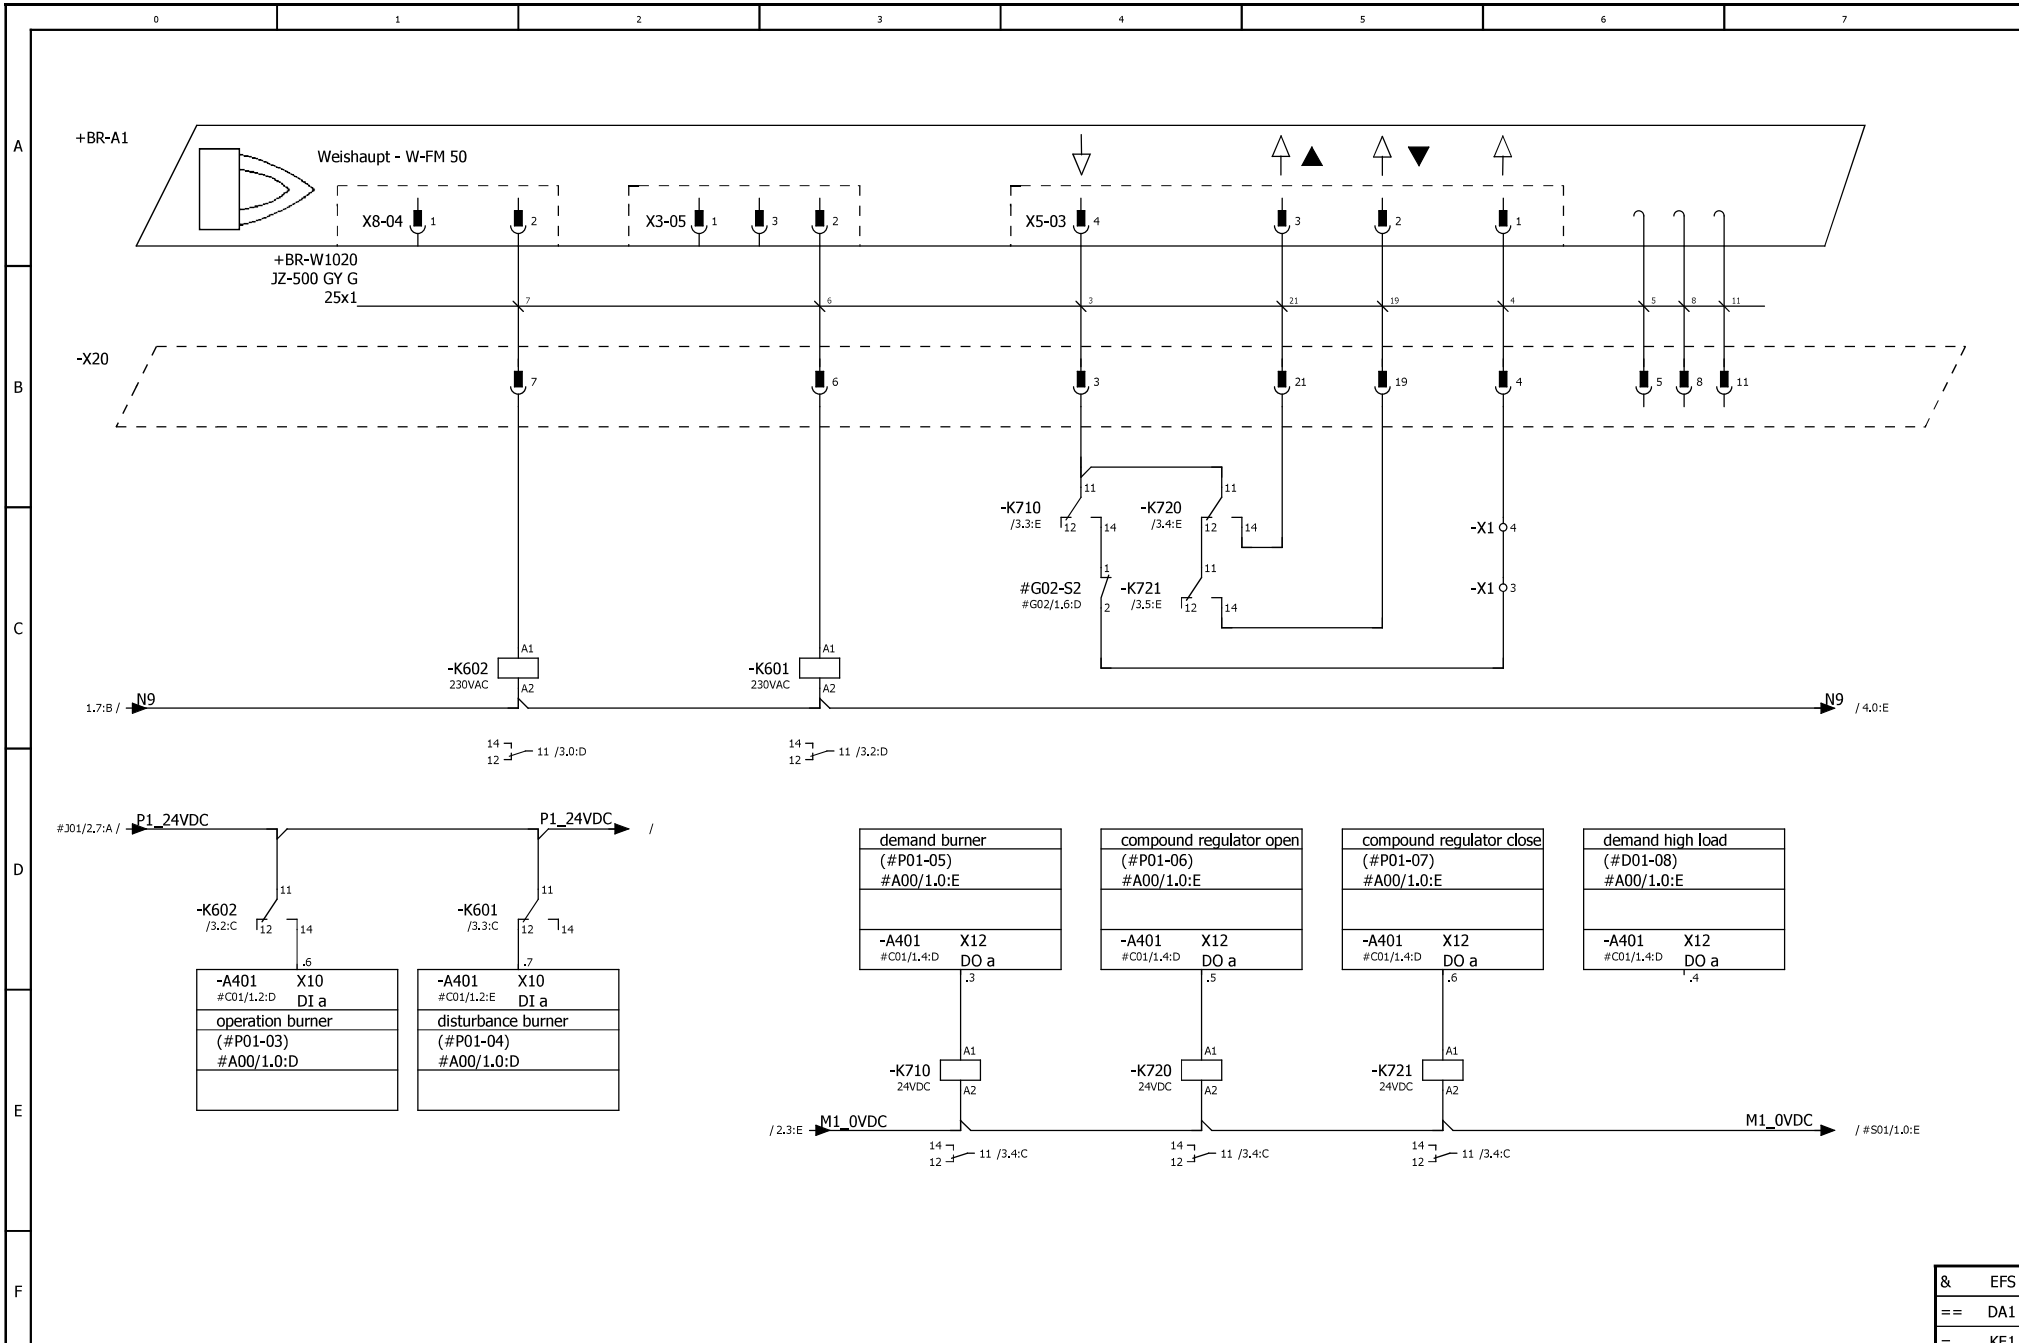 0 1 2 3 4 5 6 7
A
+BR-A1
Weishaupt - W-FM 50
X8-04 1 2 X3-05 1 3 2 X5-03 4 3 2 1
+BR-W1020
JZ-500 GY G
25x1
7 6 3 21 19 4 5 8 11
-X20
B
7 6 3 21 19 4 5 8 11
11 11
-K710 -K720
/3.3:E 12 14 /3.4:E 12 14
-X1 4
1 11
#G02-S2 -K721 -X1 3
#G02/1.6:D 2 /3.5:E 12 14
C
A1 A1
-K602 -K601
230VAC A2 230VAC A2
1.7:B / N9 N9 / 4.0:E
14 14
12 11 /3.0:D 12 11 /3.2:D
#J01/2.7:A / P1_24VDC P1_24VDC /
D
11 11
-K602 -K601
/3.2:C 12 14 /3.3:C 12 14
.6 .7
-A401 X10 -A401 X10
#C01/1.2:D DI a #C01/1.2:E DI a
operation burner disturbance burner
(#P01-03) (#P01-04)
#A00/1.0:D #A00/1.0:D
demand burner compound regulator open compound regulator close demand high load
(#P01-05) (#P01-06) (#P01-07) (#D01-08)
#A00/1.0:E #A00/1.0:E #A00/1.0:E #A00/1.0:E
-A401 X12 -A401 X12 -A401 X12 -A401 X12
#C01/1.4:D DO a #C01/1.4:D DO a #C01/1.4:D DO a #C01/1.4:D DO a
.3 .5 .6 .4
A1 A1 A1
-K710 -K720 -K721
24VDC A2 24VDC A2 24VDC A2
E
/ 2.3:E M1_0VDC M1_0VDC / #S01/1.0:E
14 14 14
12 11 /3.4:C 12 11 /3.4:C 12 11 /3.4:C
F
& EFS
== DA1
= KE1